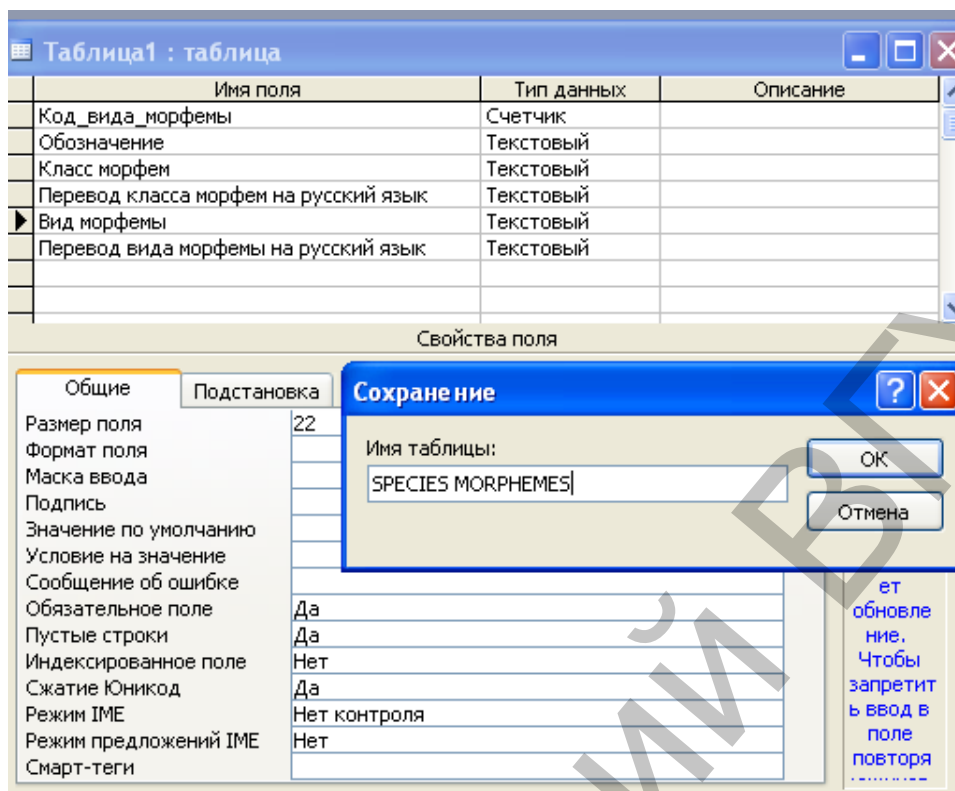 Таблица1 : таблица
Имя поля Тип данных Описание
Код_вида_морфемы Счетчик
Обозначение Текстовый
Класс морфем Текстовый
Перевод класса морфем на русский язык Текстовый
Вид морфемы Текстовый
Перевод вида морфемы на русский язык Текстовый
Свойства поля
Общие Подстановка
Сохранение
Имя таблицы:
SPECIES MORPHEMES
ОК
Отмена
Размер поля 22
Формат поля
Маска ввода
Подпись
Значение по умолчанию
Условие на значение
Сообщение об ошибке
Обязательное поле Да
Пустые строки Да
Индексированное поле Нет
Сжатие Юникод Да
Режим IME Нет контроля
Режим предложений IME Нет
Смарт-теги
ет
обновле
ние.
Чтобы
запретит
ь ввод в
поле
повторя
ИЙ ВГУ